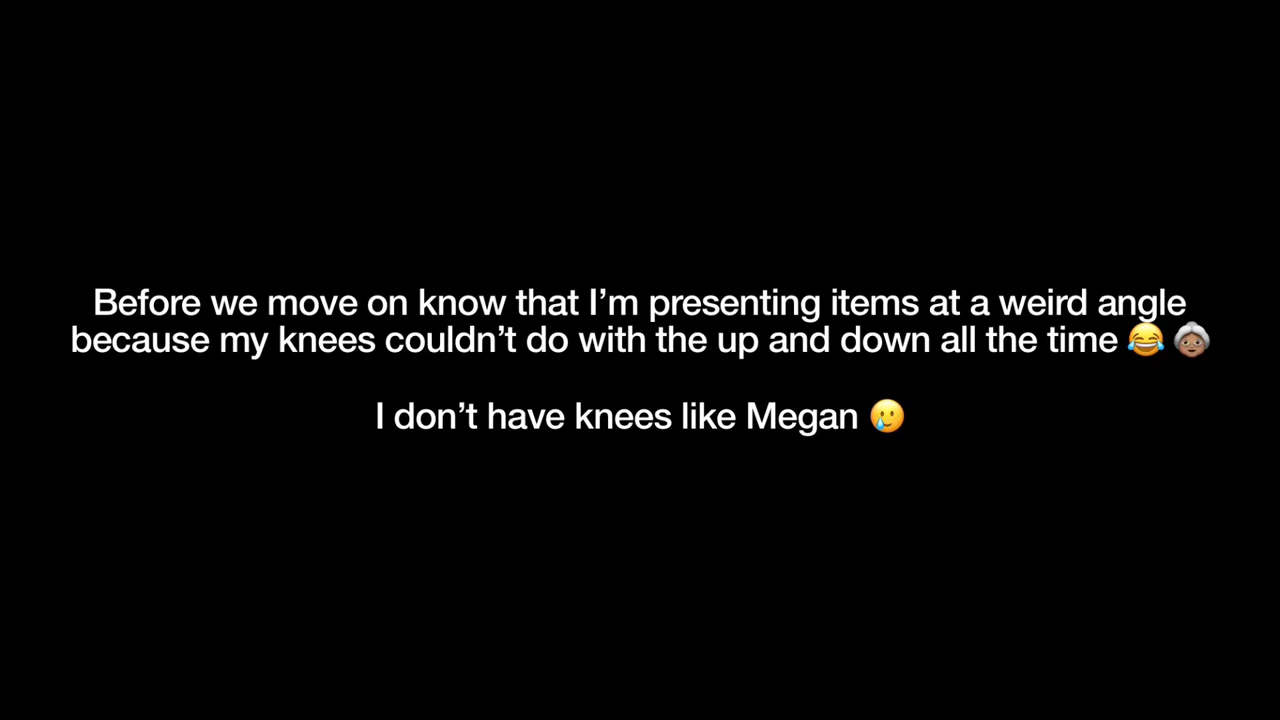 Before we move on know that I’m presenting items at a weird angle
because my knees couldn’t do with the up and down all the time 😂 👵🏽
I don’t have knees like Megan 🥲